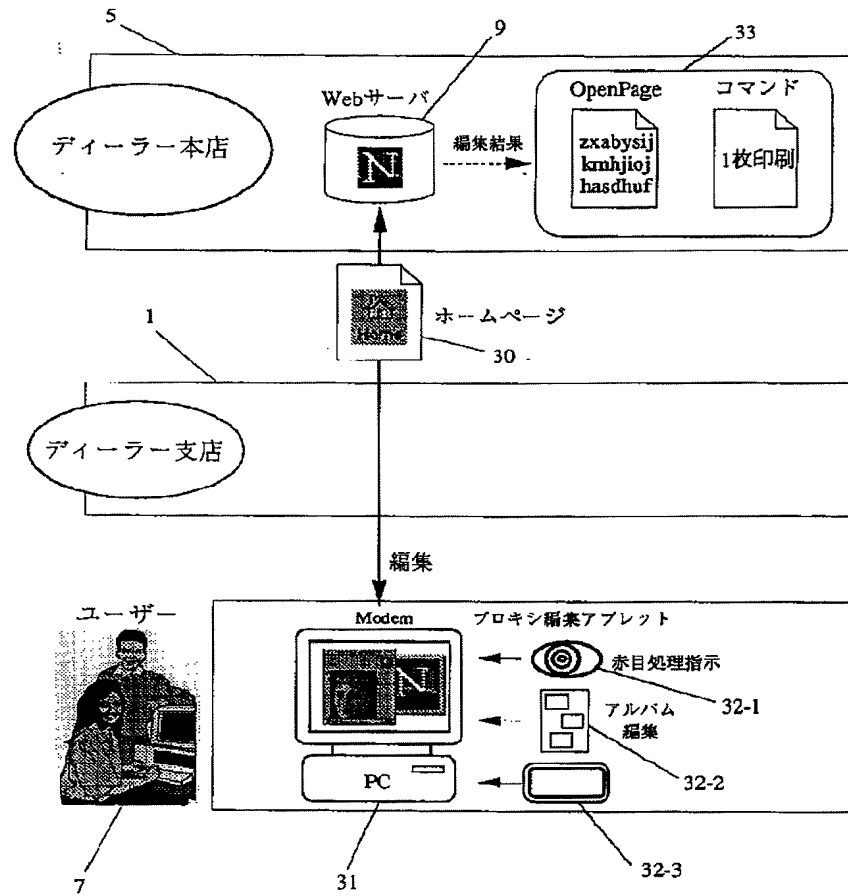 5
9
33
Webサーバ
OpenPage
コマンド
ディーラー本店
N
編集結果
zxabysij
kmhjioj
hasdhuf
1枚印刷
Home
ホームページ
30
1
ディーラー支店
編集
ユーザー
Modem
プロキシ編集アプレット
N
赤目処理指示
32-1
アルバム
編集
32-2
PC
32-3
7
31